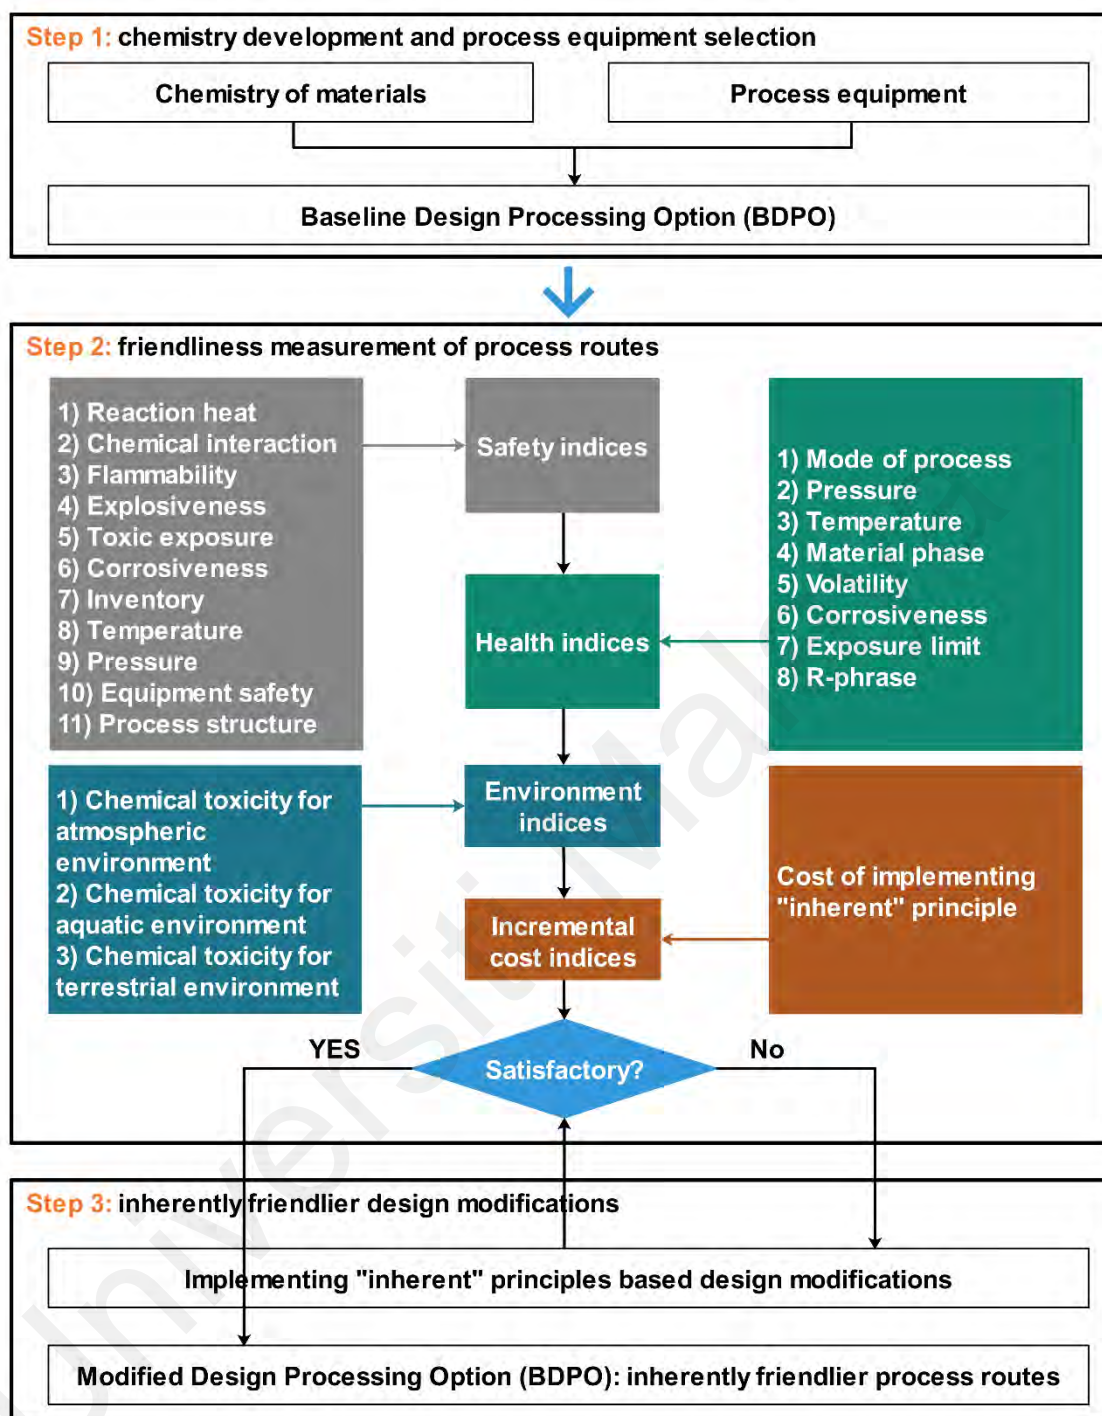 Step 1: chemistry development and process equipment selection
Chemistry of materials
Process equipment
Baseline Design Processing Option (BDPO)
Step 2: friendliness measurement of process routes
1) Reaction heat
2) Chemical interaction
3) Flammability
4) Explosiveness
5) Toxic exposure
6) Corrosiveness
7) Inventory
8) Temperature
9) Pressure
10) Equipment safety
11) Process structure
Safety indices
1) Mode of process
2) Pressure
3) Temperature
4) Material phase
5) Volatility
6) Corrosiveness
7) Exposure limit
8) R-phrase
Health indices
1) Chemical toxicity for
atmospheric
environment
2) Chemical toxicity for
aquatic environment
3) Chemical toxicity for
terrestrial environment
Environment
indices
Cost of implementing
"inherent" principle
Incremental
cost indices
YES
Satisfactory?
No
Step 3: inherently friendlier design modifications
Implementing "inherent" principles based design modifications
Modified Design Processing Option (BDPO): inherently friendlier process routes